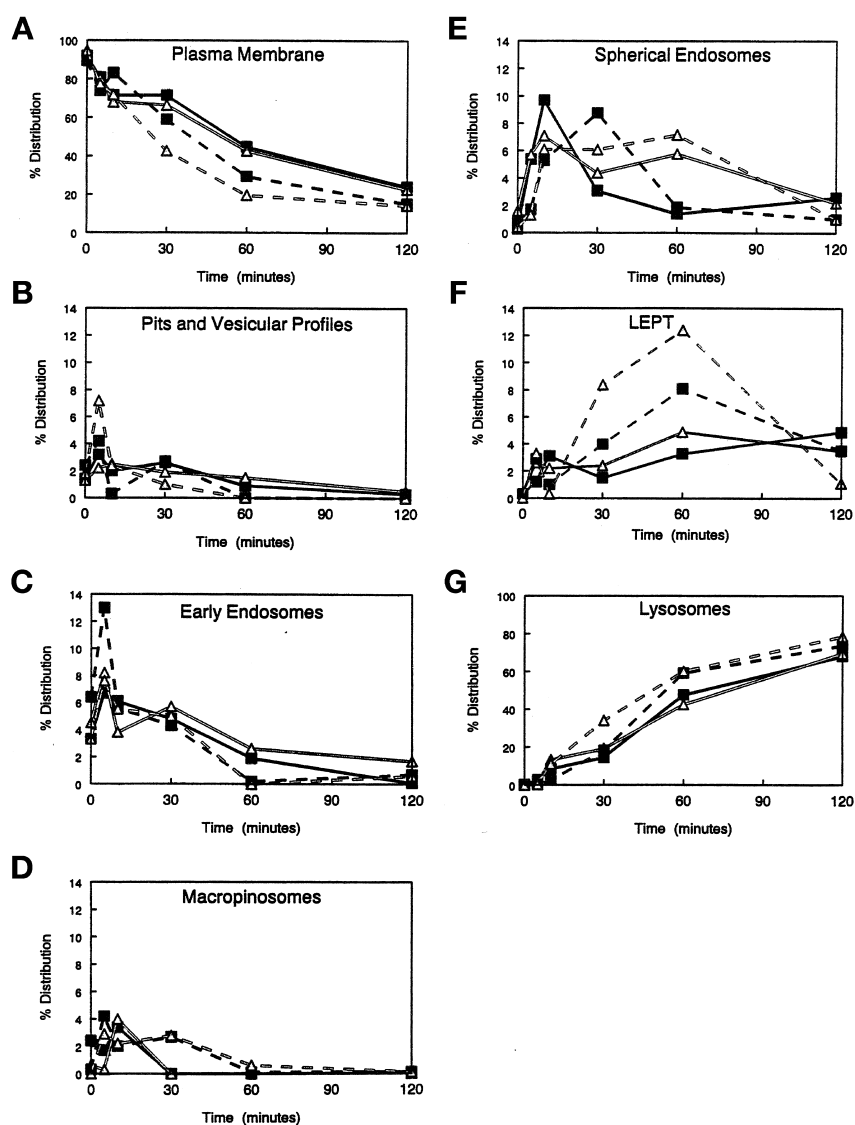 A
Plasma Membrane
100
80
60
40
20
0
% Distribution
0 30 60 90 120
Time (minutes)
B
Pits and Vesicular Profiles
14
12
10
8
6
4
2
0
% Distribution
0 30 60 90 120
Time (minutes)
C
Early Endosomes
14
12
10
8
6
4
2
0
% Distribution
0 30 60 90 120
Time (minutes)
D
Macropinosomes
14
12
10
8
6
4
2
0
% Distribution
0 30 60 90 120
Time (minutes)
E
Spherical Endosomes
14
12
10
8
6
4
2
0
% Distribution
0 30 60 90 120
Time (minutes)
F
LEPT
14
12
10
8
6
4
2
0
% Distribution
0 30 60 90 120
Time (minutes)
G
Lysosomes
100
80
60
40
20
0
% Distribution
0 30 60 90 120
Time (minutes)